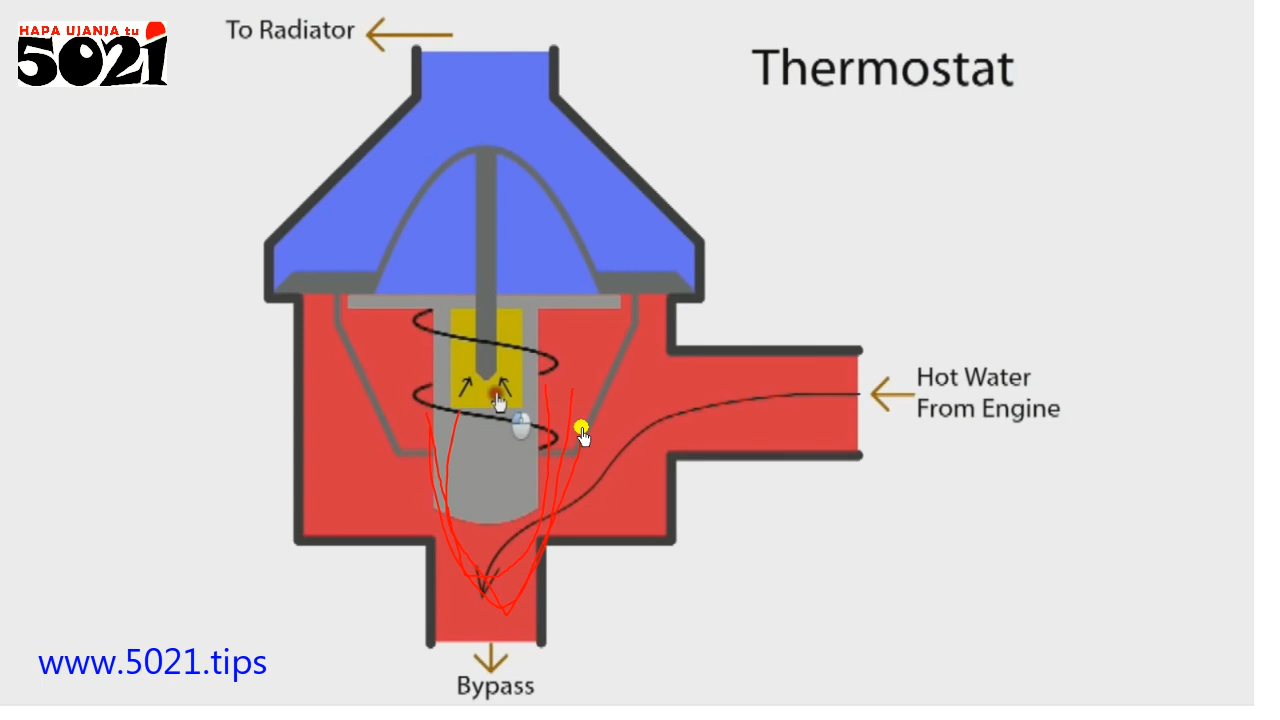 HAPA UJANJA tu
5021
To Radiator
Thermostat
Hot Water
From Engine
www.5021.tips
Bypass